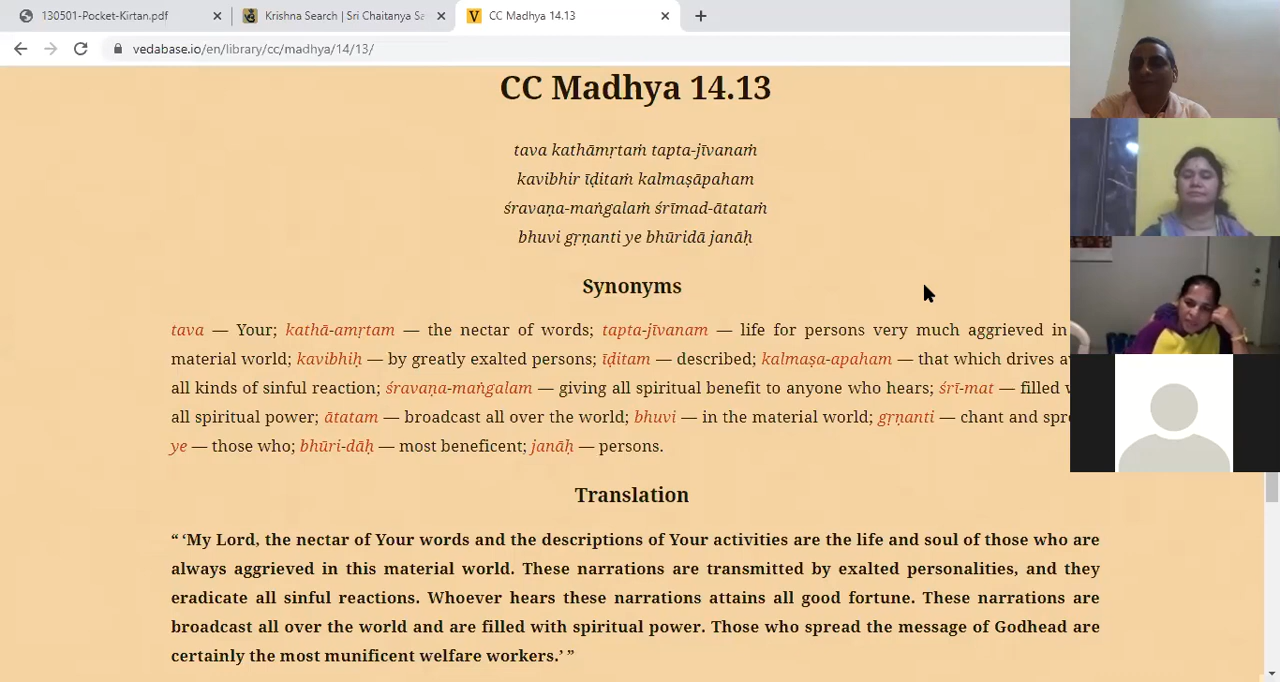 130501-Pocket-Kirtan.pdf
Krishna Search | Sri Chaitanya Sa
CC Madhya 14.13
vedabase.io/en/library/cc/madhya/14/13/
CC Madhya 14.13
tava kathāmṛtaṁ tapta-jīvanaṁ
kavibhir īḍitaṁ kalmaṣāpaham
śravaṇa-maṅgalaṁ śrīmad-ātataṁ
bhuvi gṛṇanti ye bhūridā janāḥ
Synonyms
tava — Your; kathā-amṛtam — the nectar of words; tapta-jīvanam — life for persons very much aggrieved in
material world; kavibhiḥ — by greatly exalted persons; īḍitam — described; kalmaṣa-apaham — that which drives
all kinds of sinful reaction; śravaṇa-maṅgalam — giving all spiritual benefit to anyone who hears; śrī-mat — filled
all spiritual power; ātatam — broadcast all over the world; bhuvi — in the material world; gṛṇanti — chant and
ye — those who; bhūri-dāḥ — most beneficent; janāḥ — persons.
Translation
“ ‘My Lord, the nectar of Your words and the descriptions of Your activities are the life and soul of those who are
always aggrieved in this material world. These narrations are transmitted by exalted personalities, and they
eradicate all sinful reactions. Whoever hears these narrations attains all good fortune. These narrations are
broadcast all over the world and are filled with spiritual power. Those who spread the message of Godhead are
certainly the most munificent welfare workers.’ ”